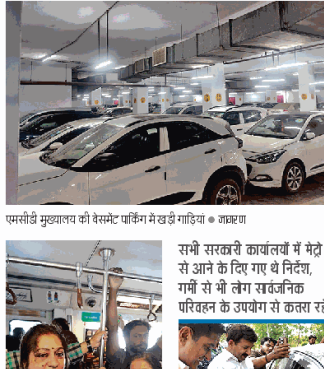 एमसीडी मुख्यालय की बेसमेंट पार्किंग में खड़ी गाड़ियां ● जागरण
सभी सरकारी कार्यालयों में मेट्रो
से आने के दिए गए थे निर्देश,
गर्मी से भी लोग सार्वजनिक
परिवहन के उपयोग से कतरा रहे